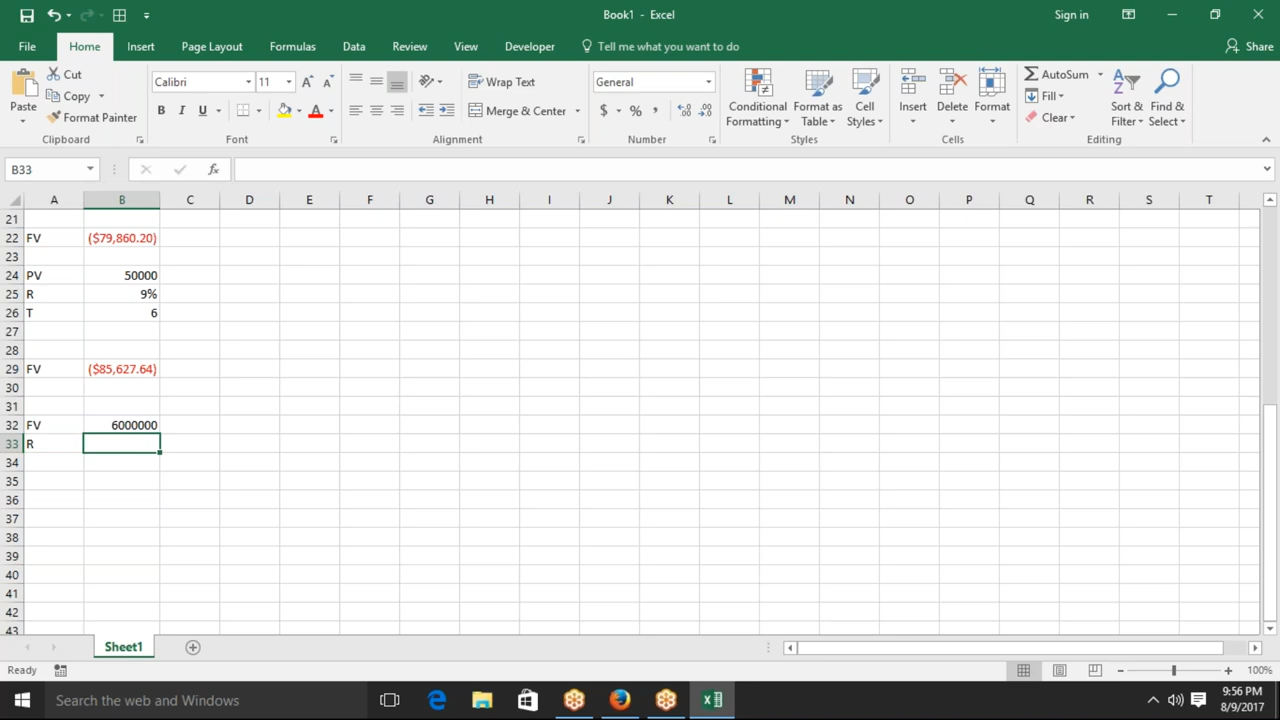 Book1 - Excel
Sign in
File Home Insert Page Layout Formulas Data Review View Developer Tell me what you want to do Share
Paste
Cut
Copy
Format Painter
Clipboard
Calibri 11
B I U
Font
Wrap Text
Merge & Center
Alignment
General
$ % ,
Number
Conditional Formatting
Format as Table
Cell Styles
Styles
Insert Delete Format
Cells
AutoSum
Fill
Clear
Sort & Filter
Find & Select
Editing
B33 fx
A B C D E F G H I J K L M N O P Q R S T
21
22 FV ($79,860.20)
23
24 PV 50000
25 R 9%
26 T 6
27
28
29 FV ($85,627.64)
30
31
32 FV 6000000
33 R
34
35
36
37
38
39
40
41
42
43
Sheet1
Ready 100%
Search the web and Windows
9:56 PM
8/9/2017